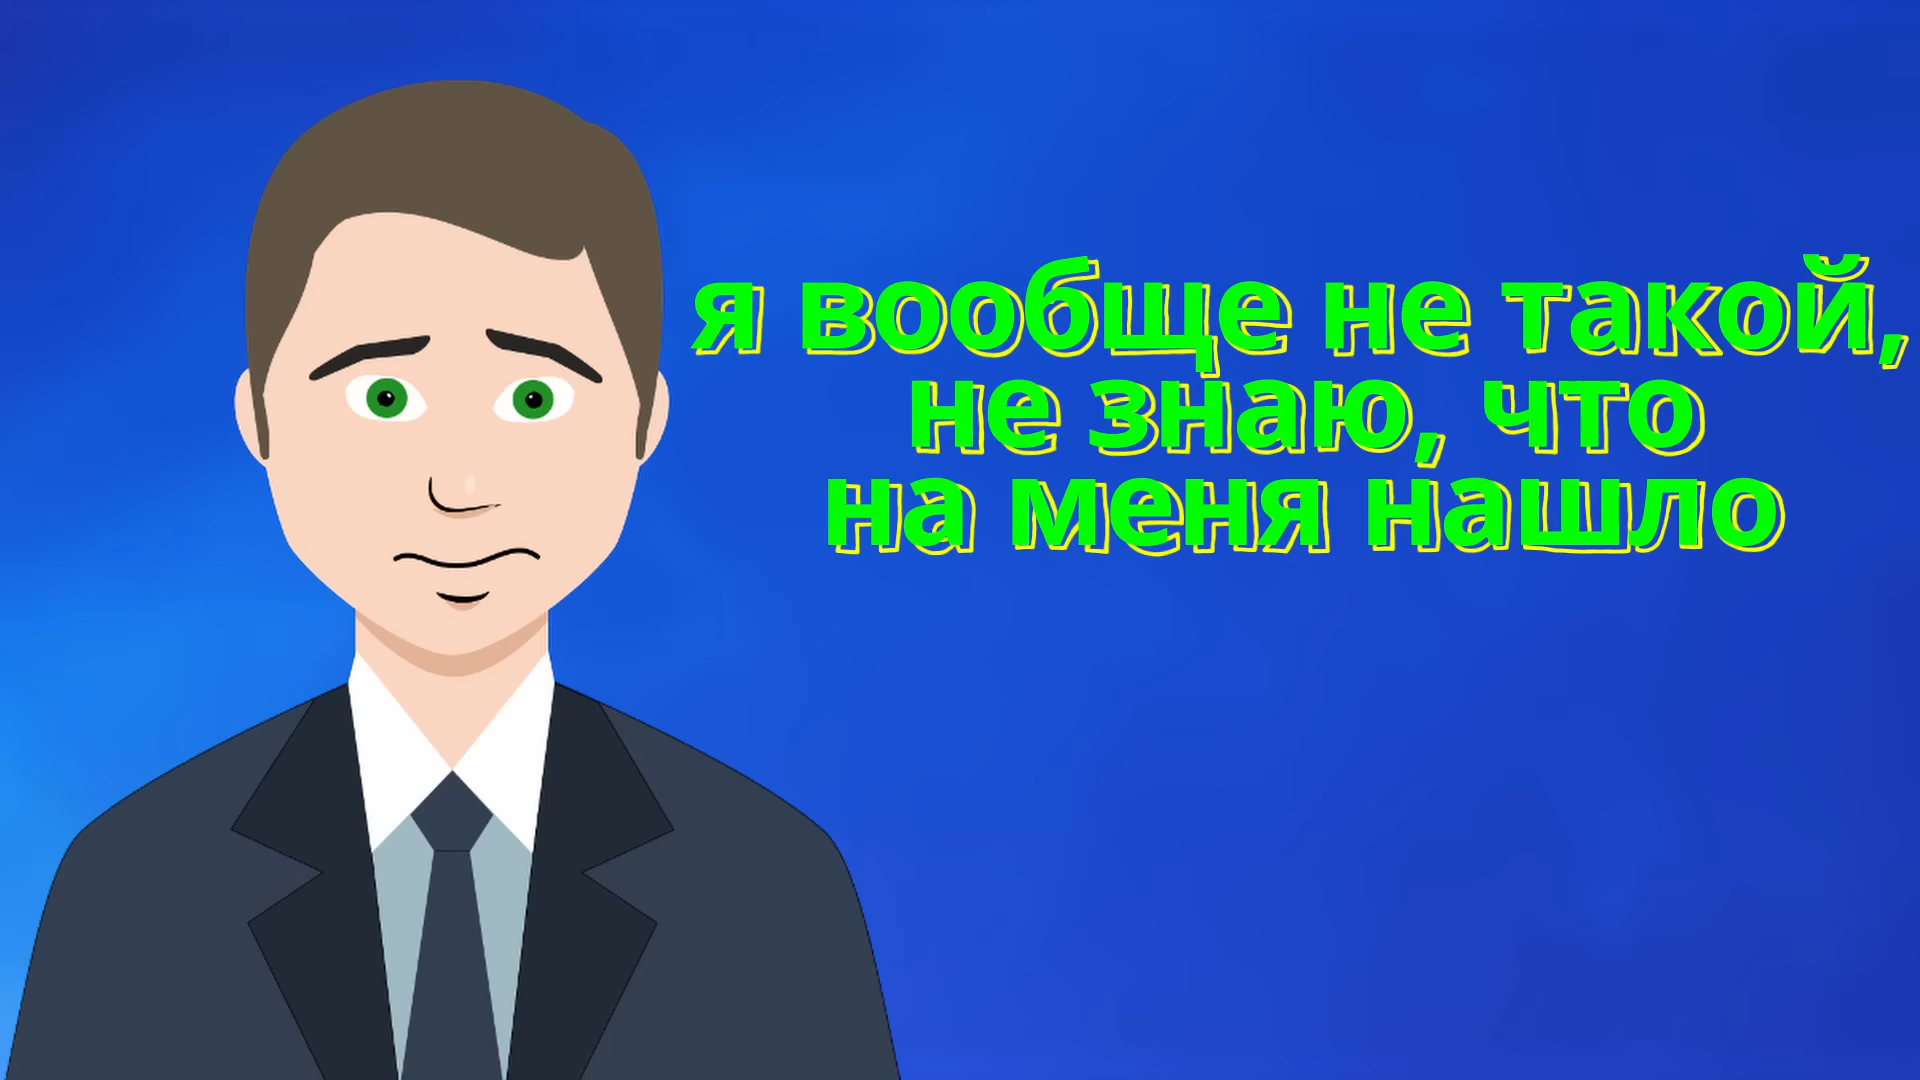 я вообще не такой,
не знаю, что
на меня нашло